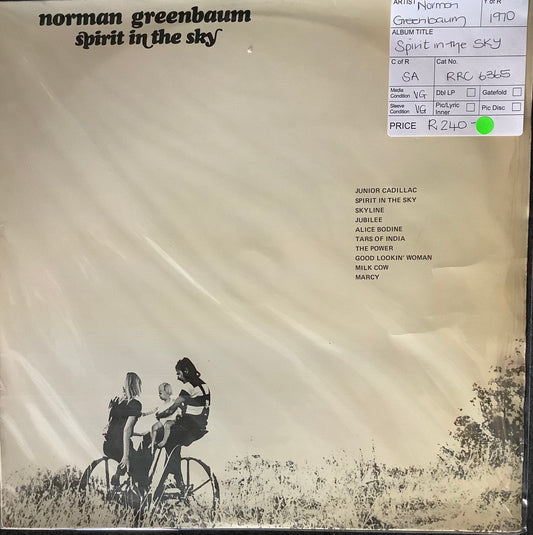 norman greenbaum
spirit in the sky
ARTIST Norman Greenbaum
Y of R 1970
ALBUM TITLE
Spirit in the SKY
C of R SA
Cat No. RRC 6365
Media Condition VG
Dbl LP
Gatefold
Sleeve Condition VG
Pic/Lyric Inner
Pic Disc
PRICE R240-
JUNIOR CADILLAC
SPIRIT IN THE SKY
SKYLINE
JUBILEE
ALICE BODINE
TARS OF INDIA
THE POWER
GOOD LOOKIN' WOMAN
MILK COW
MARCY